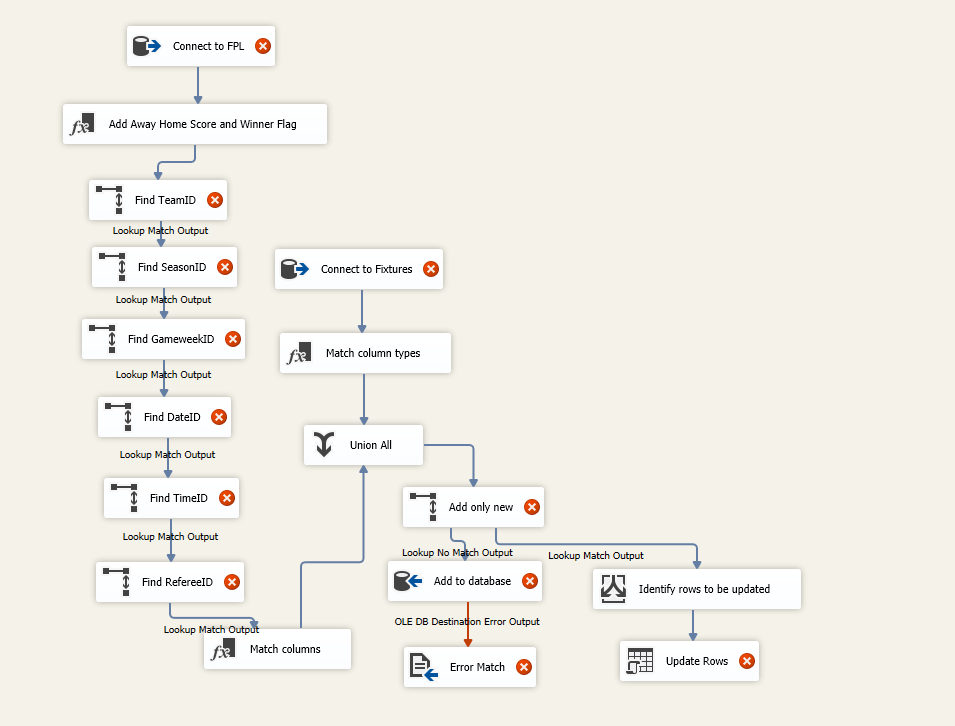 Connect to FPL
Add Away Home Score and Winner Flag
Find TeamID
Lookup Match Output
Find SeasonID
Lookup Match Output
Find GameweekID
Lookup Match Output
Find DateID
Lookup Match Output
Find TimeID
Lookup Match Output
Find RefereeID
Lookup Match Output
Match columns
Connect to Fixtures
Match column types
Union All
Add only new
Lookup No Match Output
Lookup Match Output
Add to database
OLE DB Destination Error Output
Error Match
Identify rows to be updated
Update Rows